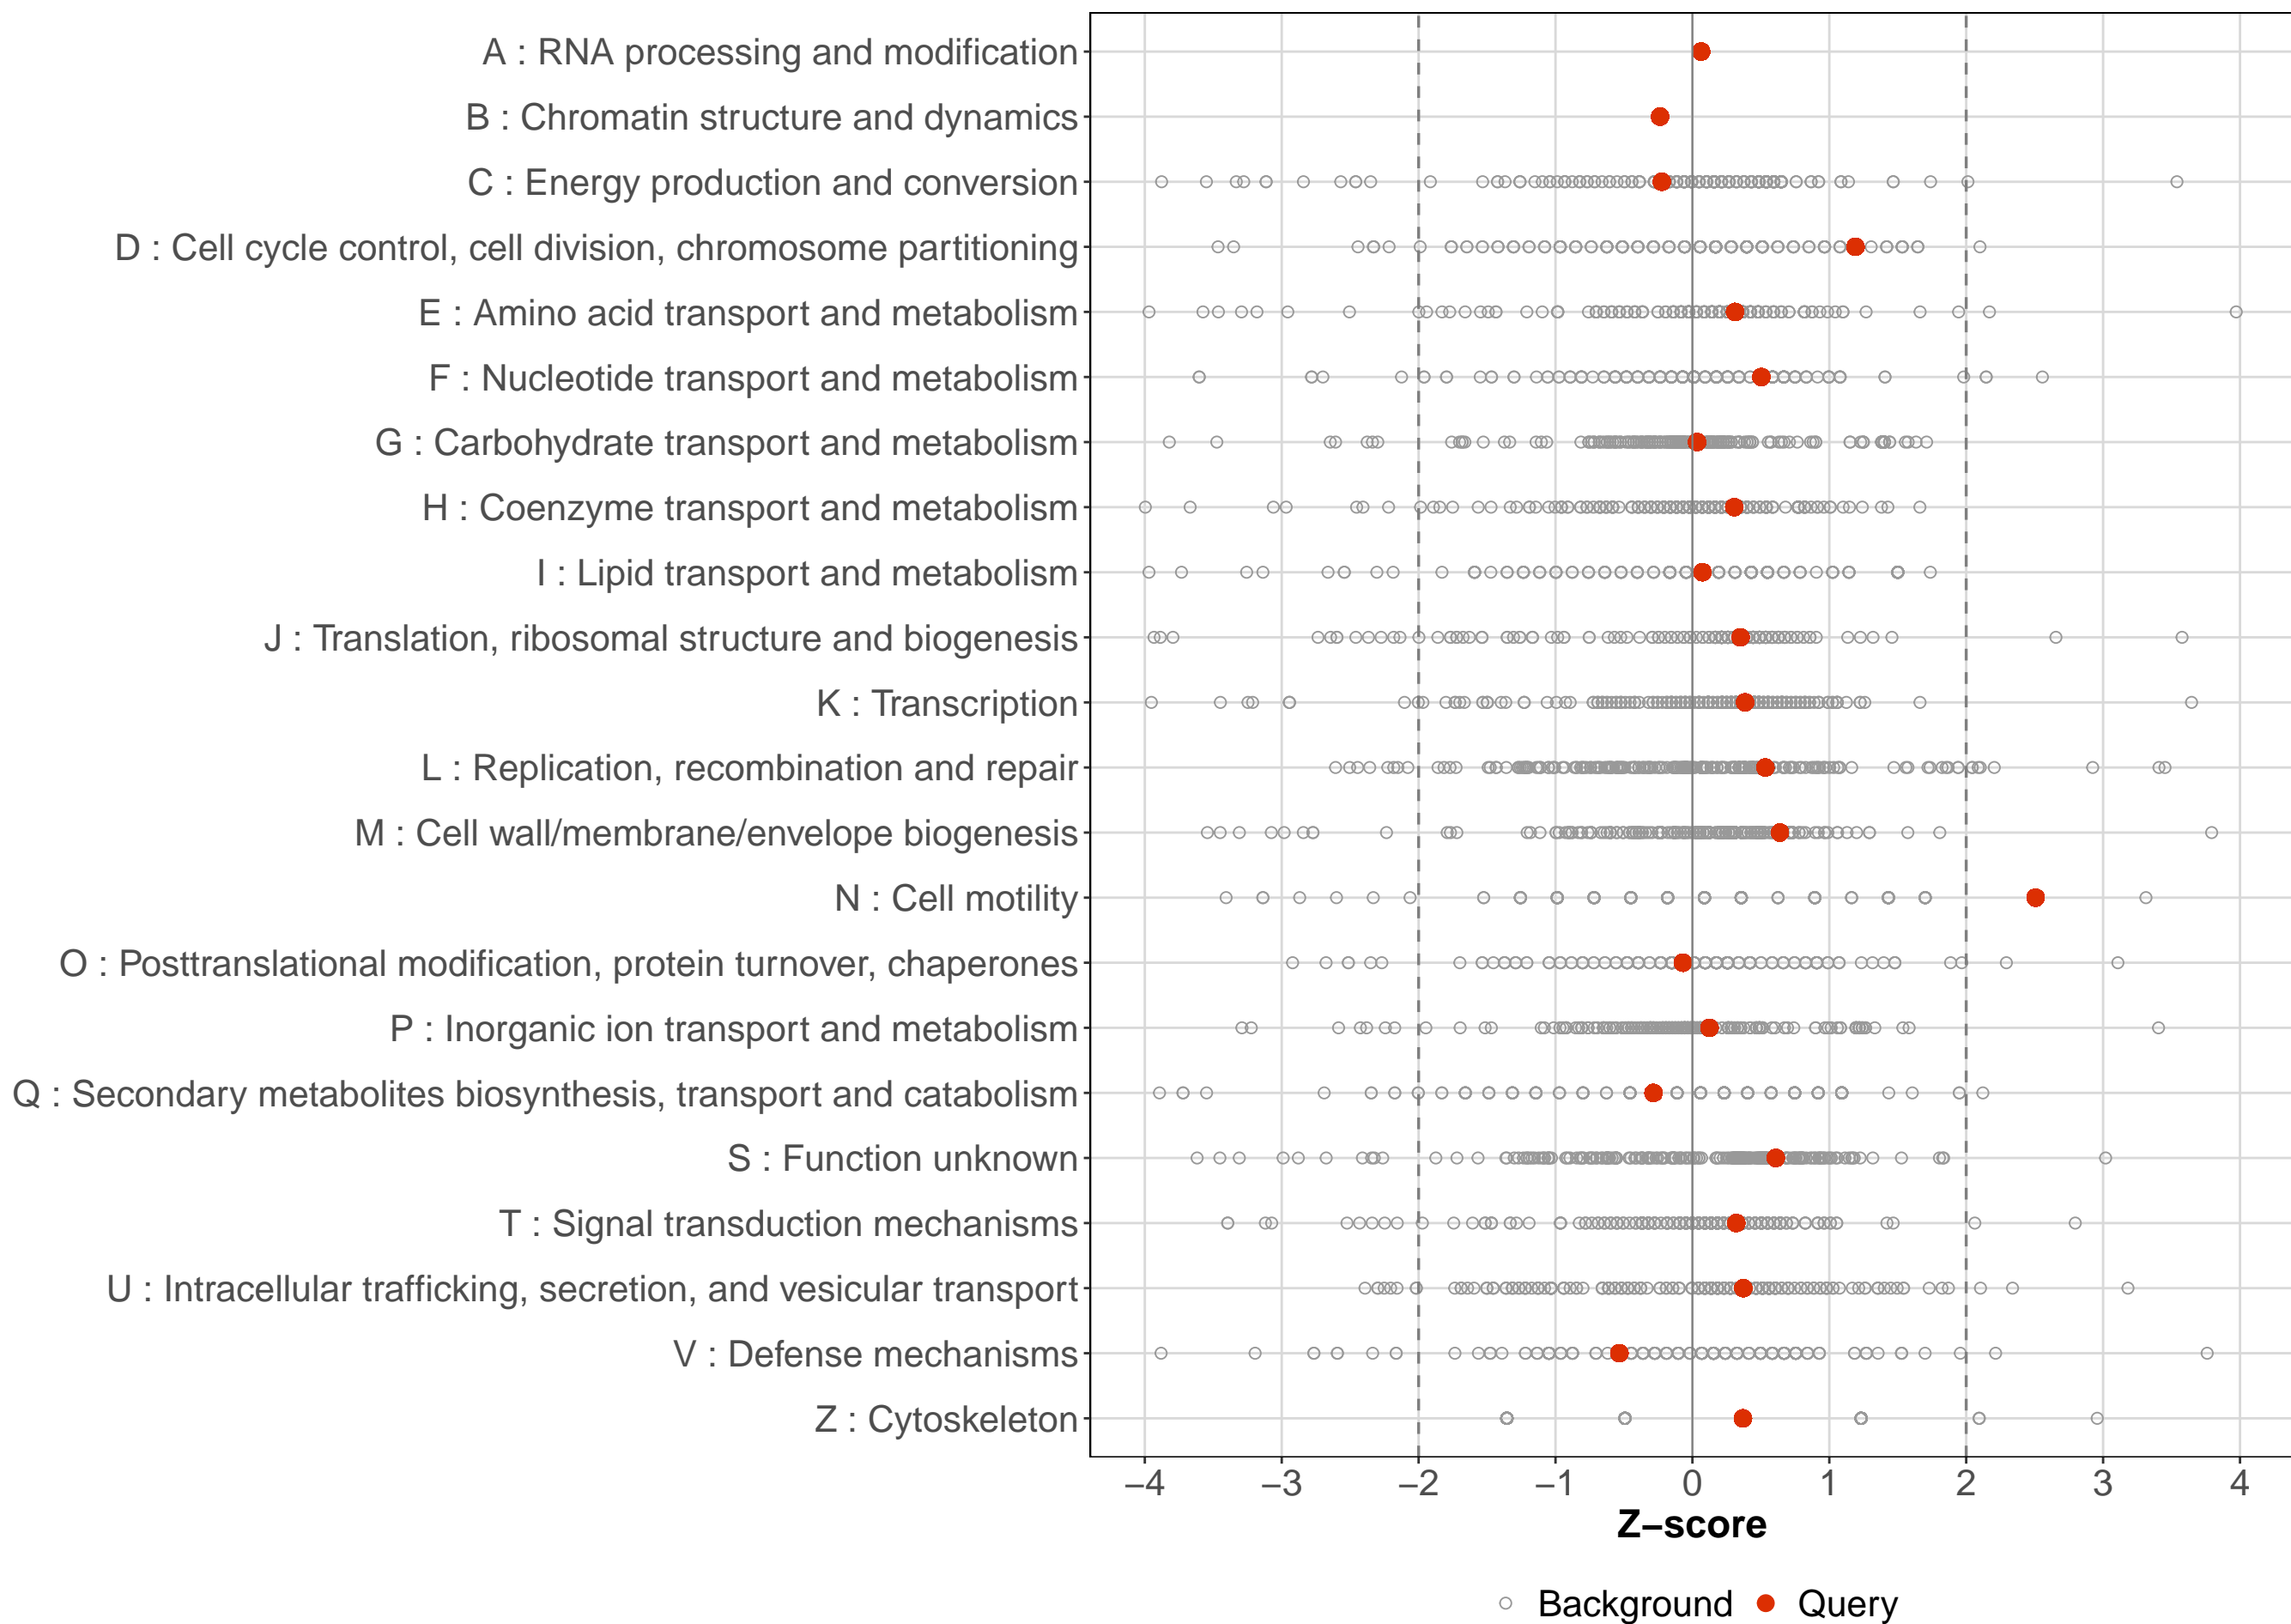 A : RNA processing and modification
B : Chromatin structure and dynamics
C : Energy production and conversion
D : Cell cycle control, cell division, chromosome partitioning
E : Amino acid transport and metabolism
F : Nucleotide transport and metabolism
G : Carbohydrate transport and metabolism
H : Coenzyme transport and metabolism
I : Lipid transport and metabolism
J : Translation, ribosomal structure and biogenesis
K : Transcription
L : Replication, recombination and repair
M : Cell wall/membrane/envelope biogenesis
N : Cell motility
O : Posttranslational modification, protein turnover, chaperones
P : Inorganic ion transport and metabolism
Q : Secondary metabolites biosynthesis, transport and catabolism
S : Function unknown
T : Signal transduction mechanisms
U : Intracellular trafficking, secretion, and vesicular transport
V : Defense mechanisms
Z : Cytoskeleton
−4 −3 −2 −1 0 1 2 3 4
Z−score
Background Query